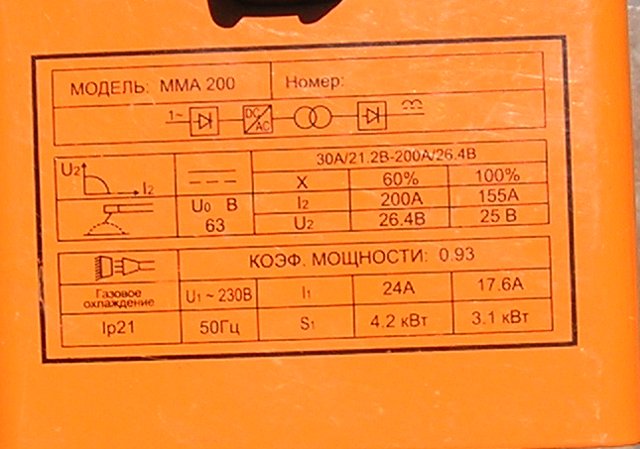 МОДЕЛЬ: ММА 200 Номер:
1~ DC/AC
30А/21.2В-200А/26.4В
U2 I2 X 60% 100%
U0 В I2 200А 155А
63 U2 26.4В 25 В
КОЭФ. МОЩНОСТИ: 0.93
Газовое охлаждение U1 ~ 230В I1 24А 17.6А
Ip21 50Гц S1 4.2 кВт 3.1 кВт